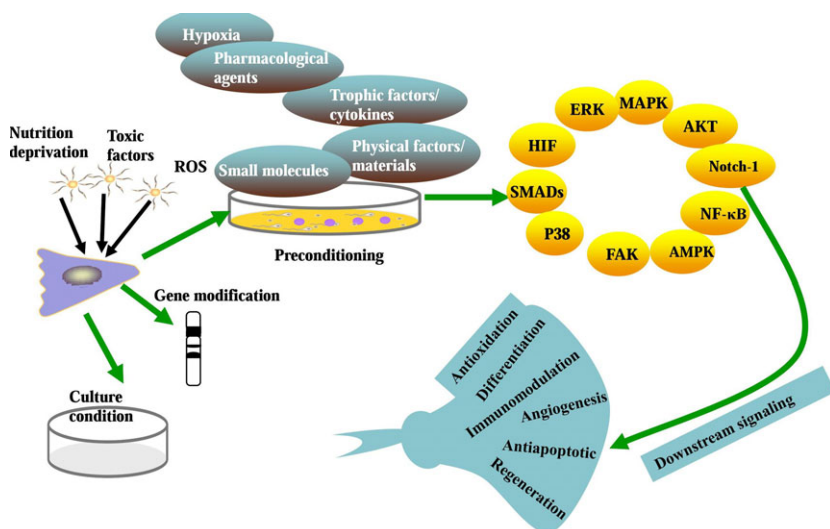 Hypoxia
Pharmacological
agents
Trophic factors/
cytokines
Physical factors/
materials
Small molecules
Nutrition
deprivation
Toxic
factors
ROS
Preconditioning
Gene modification
Culture
condition
ERK
MAPK
AKT
HIF
Notch-1
SMADs
NF-κB
P38
FAK
AMPK
Antioxidation
Differentiation
Immunomodulation
Angiogenesis
Antiapoptotic
Regeneration
Downstream signaling